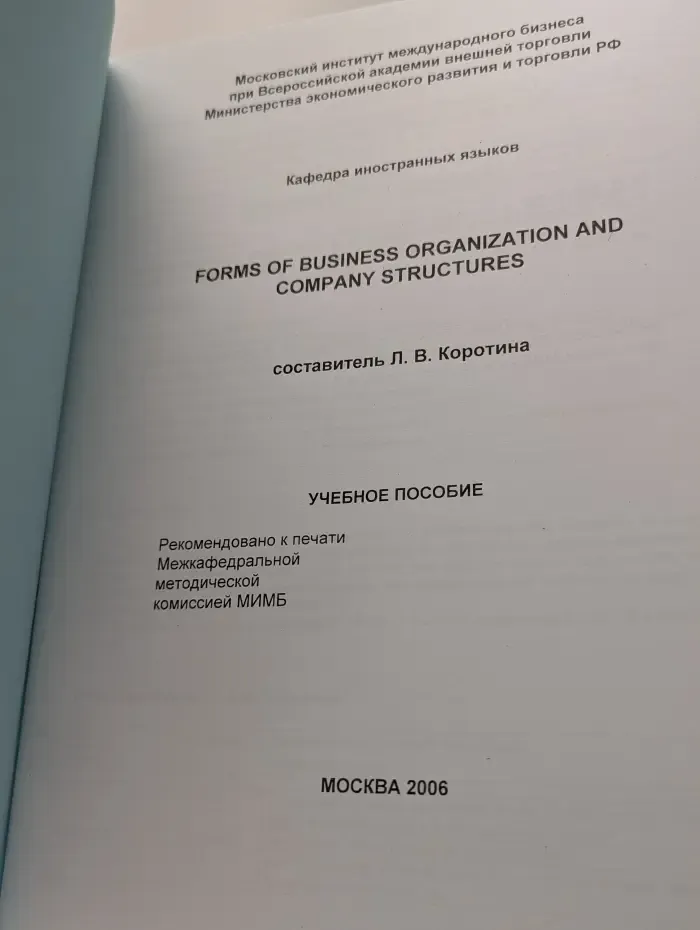 Московский институт международного бизнеса
при Всероссийской академии внешней торговли
Министерства экономического развития и торговли РФ
Кафедра иностранных языков
FORMS OF BUSINESS ORGANIZATION AND
COMPANY STRUCTURES
составитель Л. В. Коротина
УЧЕБНОЕ ПОСОБИЕ
Рекомендовано к печати
Межкафедральной
методической
комиссией МИМБ
МОСКВА 2006